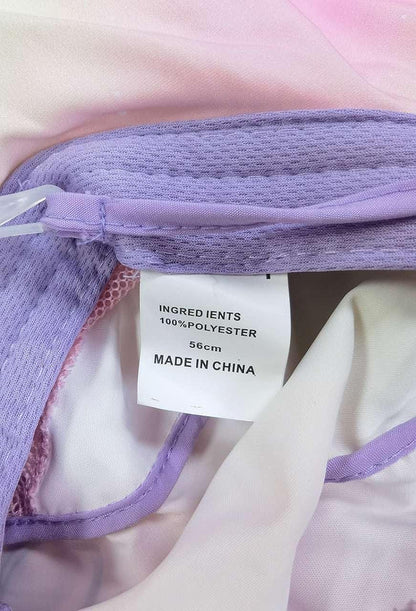 INGRED IENTS
100%POLYESTER
56cm
MADE IN CHINA